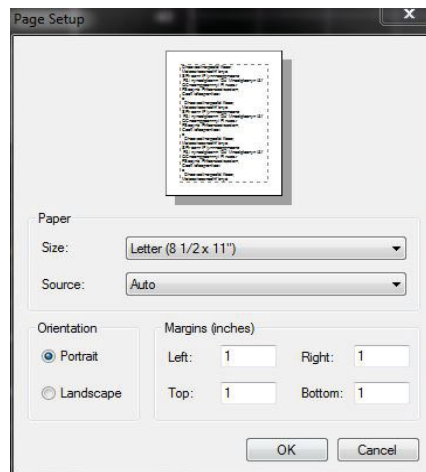 Page Setup
X
Paper
Size: Letter (8 1/2 x 11")
Source: Auto
Orientation
Portrait
Landscape
Margins (inches)
Left: 1 Right: 1
Top: 1 Bottom: 1
OK Cancel